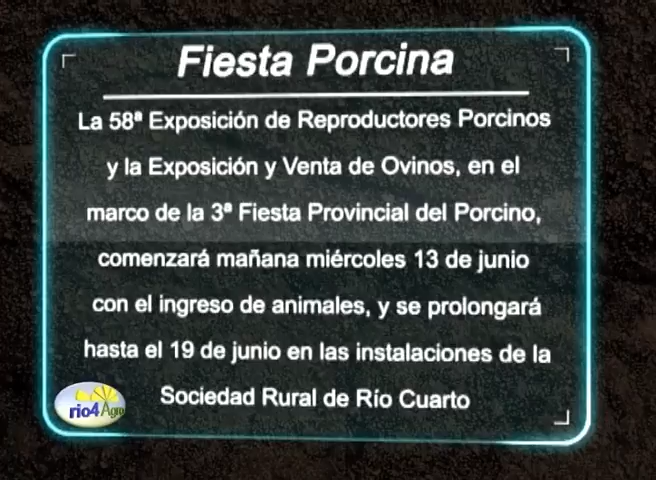 Fiesta Porcina
La 58ª Exposición de Reproductores Porcinos
y la Exposición y Venta de Ovinos, en el
marco de la 3ª Fiesta Provincial del Porcino,
comenzará mañana miércoles 13 de junio
con el ingreso de animales, y se prolongará
hasta el 19 de junio en las instalaciones de la
Sociedad Rural de Río Cuarto
rio4Agro